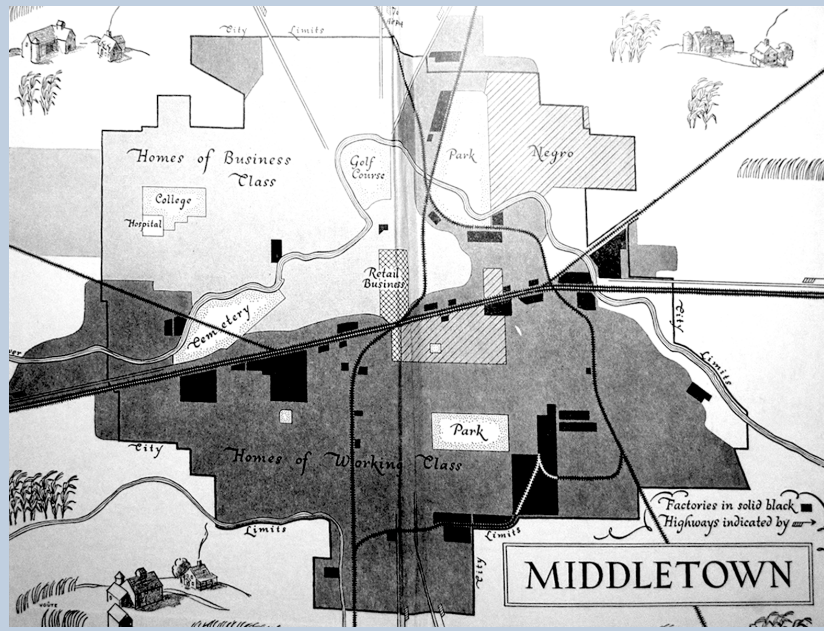 City Limits
Homes of Business
Class
College
Hospital
Golf
Course
Park
Negro
Retail
Business
Cemetery
City
Limits
Park
City
Homes of Working Class
Limits
Limits
City
Factories in solid black
Highways indicated by
MIDDLETOWN